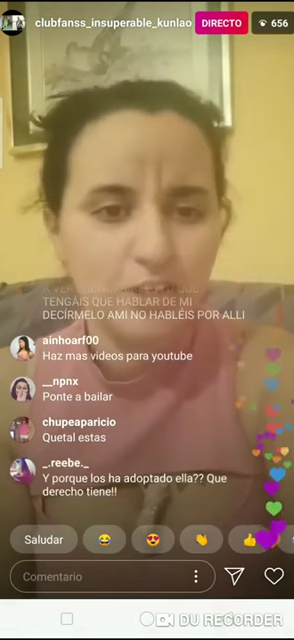 clubfanss_insuperable_kunlao DIRECTO 656
TENGÁIS QUE HABLAR DE MI
DECÍRMELO AMI NO HABLÉIS POR ALLI
ainhoarf00
Haz mas videos para youtube
__npnx
Ponte a bailar
chupeaparicio
Quetal estas
_.reebe._
Y porque los ha adoptado ella?? Que
derecho tiene!!
Saludar
Comentario
DU RECORDER